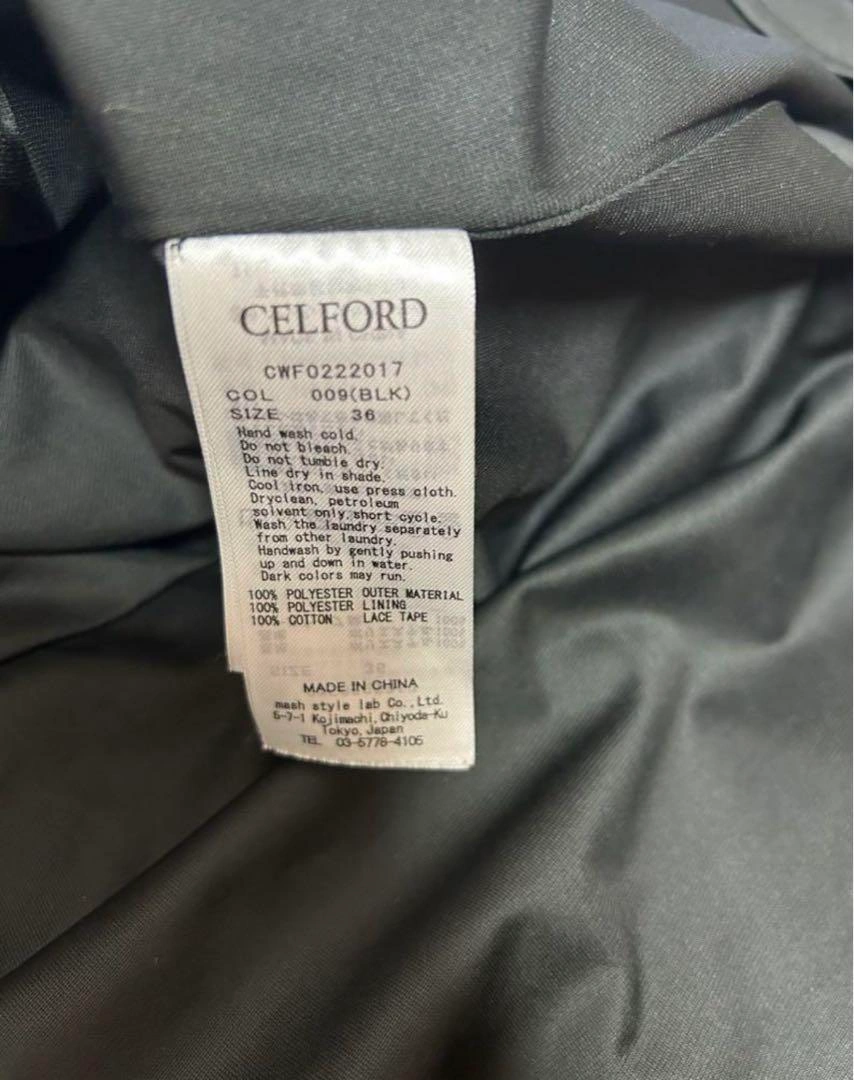 CELFORD
CWF0222017
COL 009(BLK)
SIZE 36
Hand wash cold.
Do not bleach.
Do not tumble dry.
Line dry in shade.
Cool iron, use press cloth.
Dryclean, petroleum
solvent only, short cycle.
Wash the laundry separately
from other laundry.
Handwash by gently pushing
up and down in water.
Dark colors may run.
100% POLYESTER OUTER MATERIAL
100% POLYESTER LINING
100% COTTON LACE TAPE
MADE IN CHINA
mash style lab Co., Ltd.
5-7-1 Kojimachi, Chiyoda-Ku
Tokyo, Japan
TEL 03-5778-4105